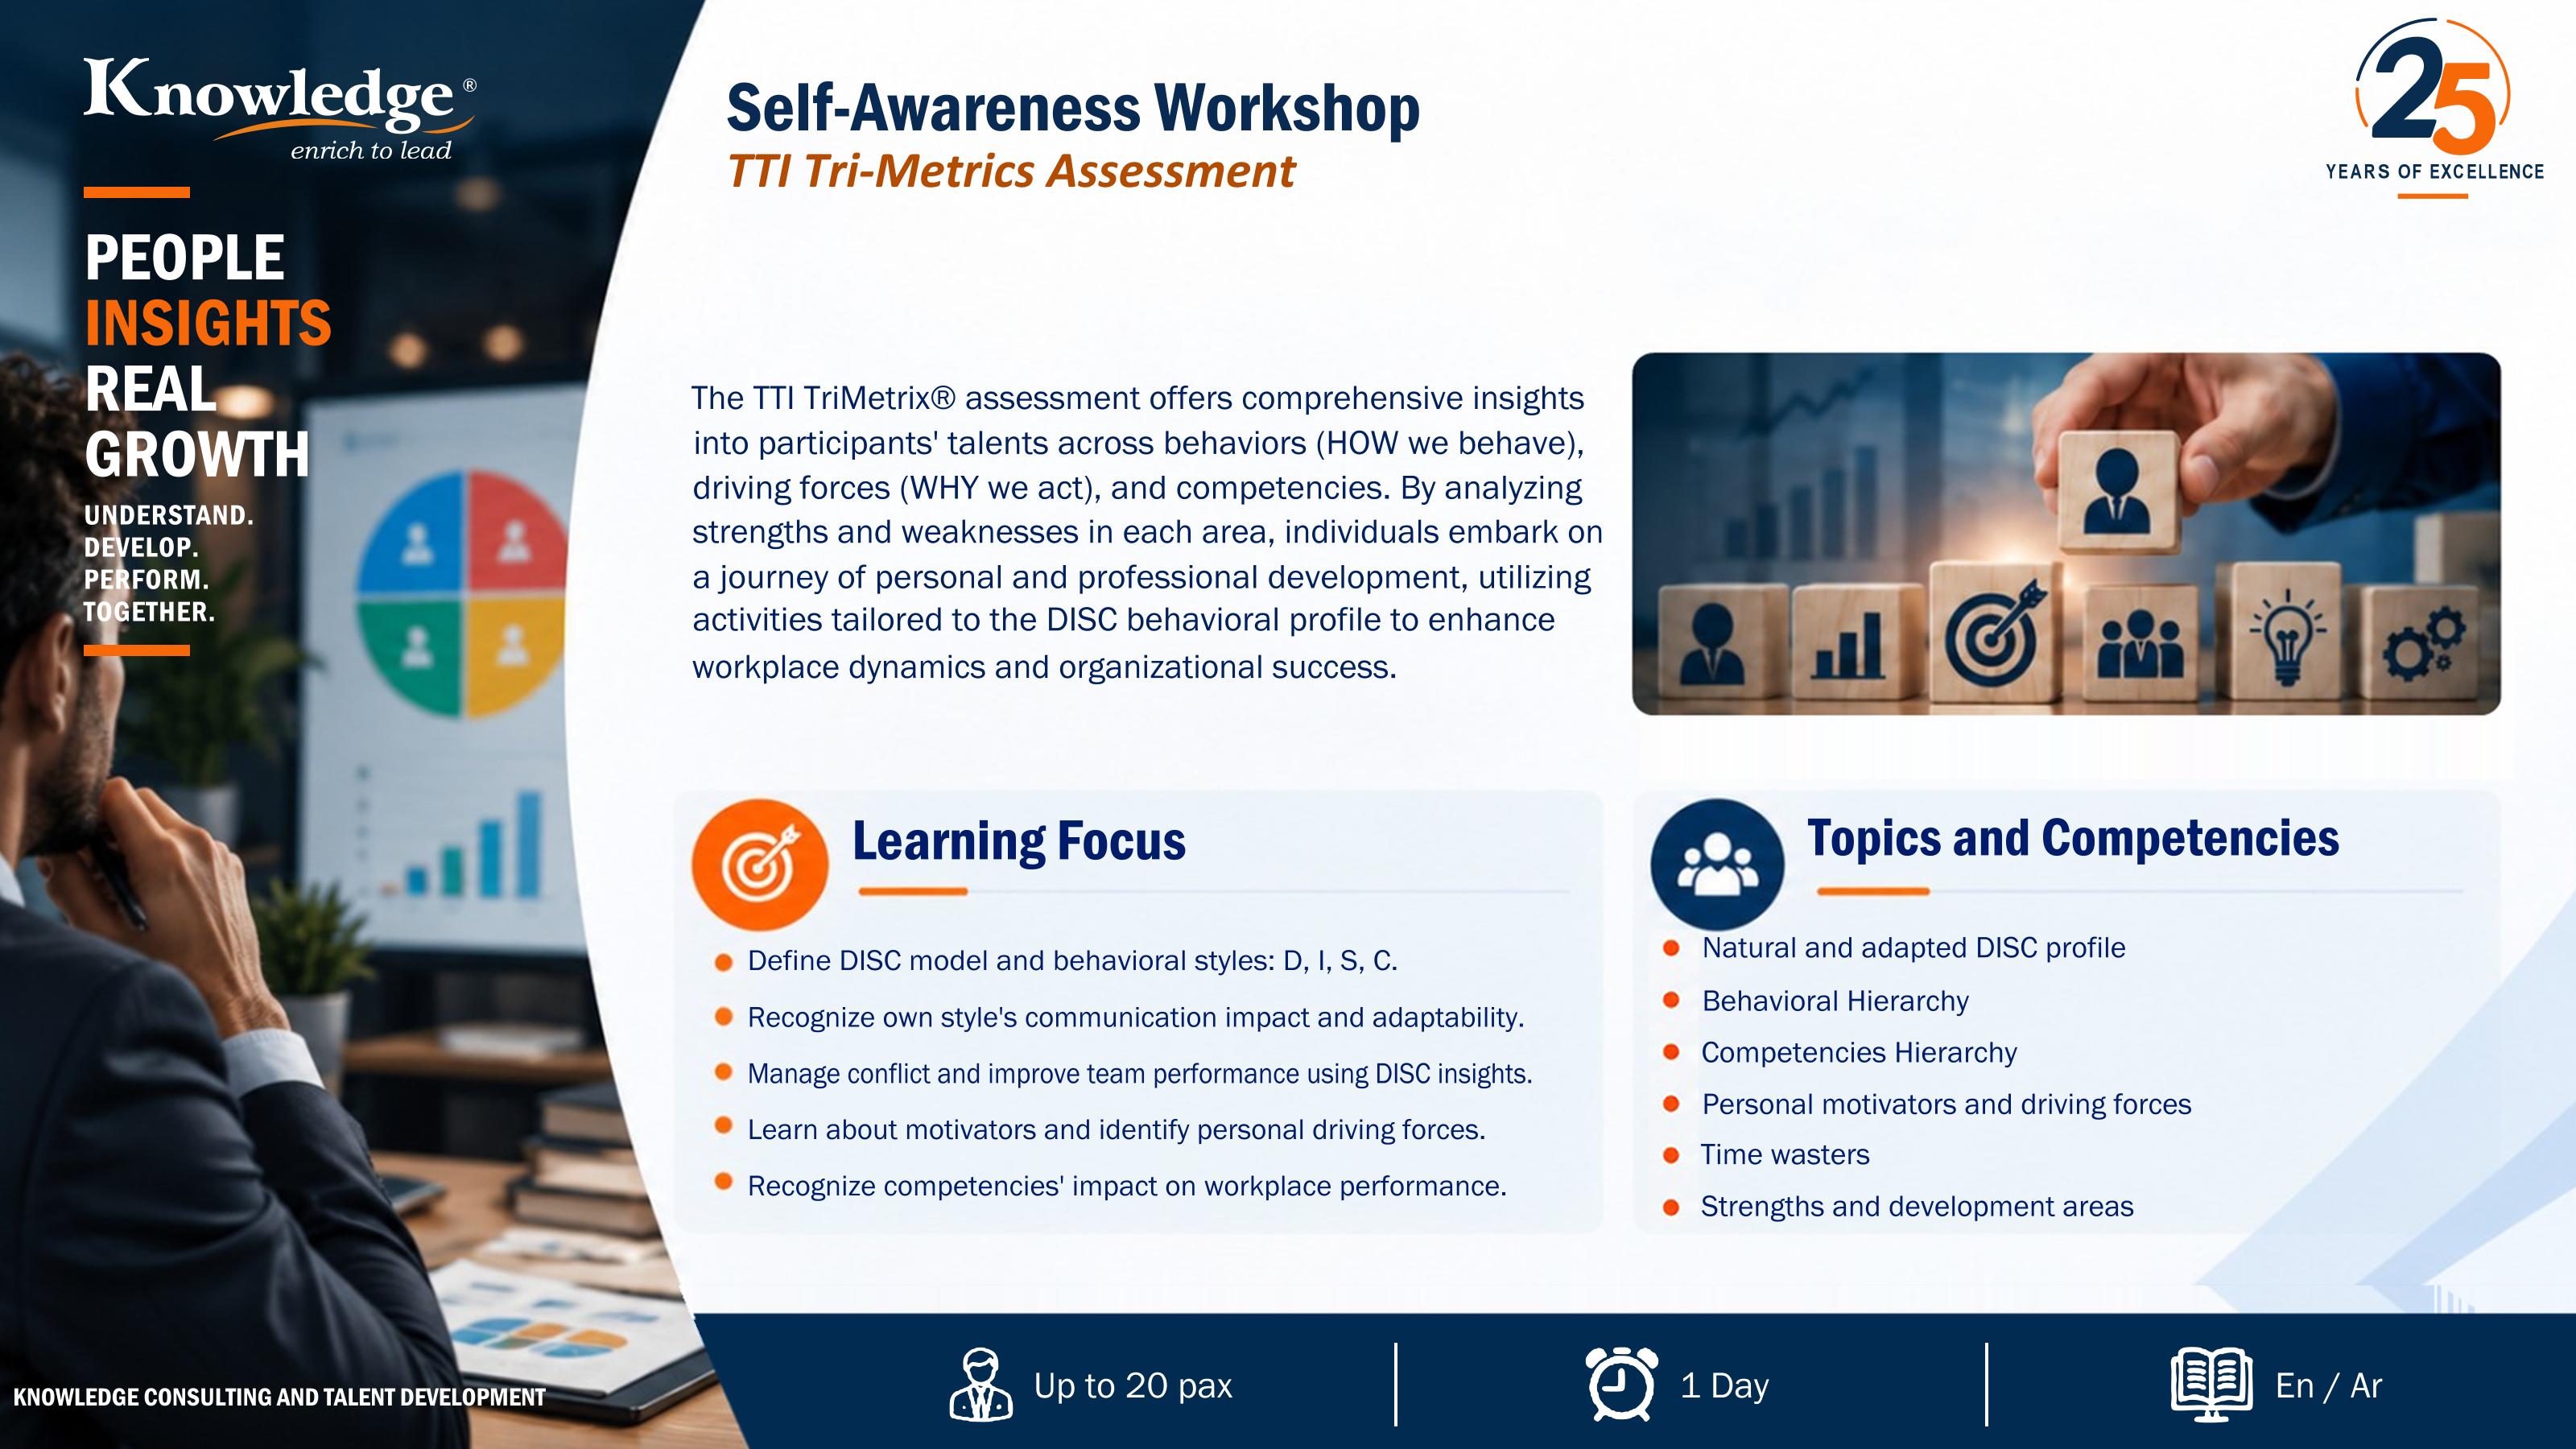 Knowledge®
enrich to lead
PEOPLE
INSIGHTS
REAL
GROWTH
UNDERSTAND.
DEVELOP.
PERFORM.
TOGETHER.
KNOWLEDGE CONSULTING AND TALENT DEVELOPMENT
Self-Awareness Workshop
TTI Tri-Metrics Assessment
25
YEARS OF EXCELLENCE
The TTI TriMetrix® assessment offers comprehensive insights
into participants' talents across behaviors (HOW we behave),
driving forces (WHY we act), and competencies. By analyzing
strengths and weaknesses in each area, individuals embark on
a journey of personal and professional development, utilizing
activities tailored to the DISC behavioral profile to enhance
workplace dynamics and organizational success.
Learning Focus
Define DISC model and behavioral styles: D, I, S, C.
Recognize own style's communication impact and adaptability.
Manage conflict and improve team performance using DISC insights.
Learn about motivators and identify personal driving forces.
Recognize competencies' impact on workplace performance.
Topics and Competencies
Natural and adapted DISC profile
Behavioral Hierarchy
Competencies Hierarchy
Personal motivators and driving forces
Time wasters
Strengths and development areas
Up to 20 pax
1 Day
En / Ar